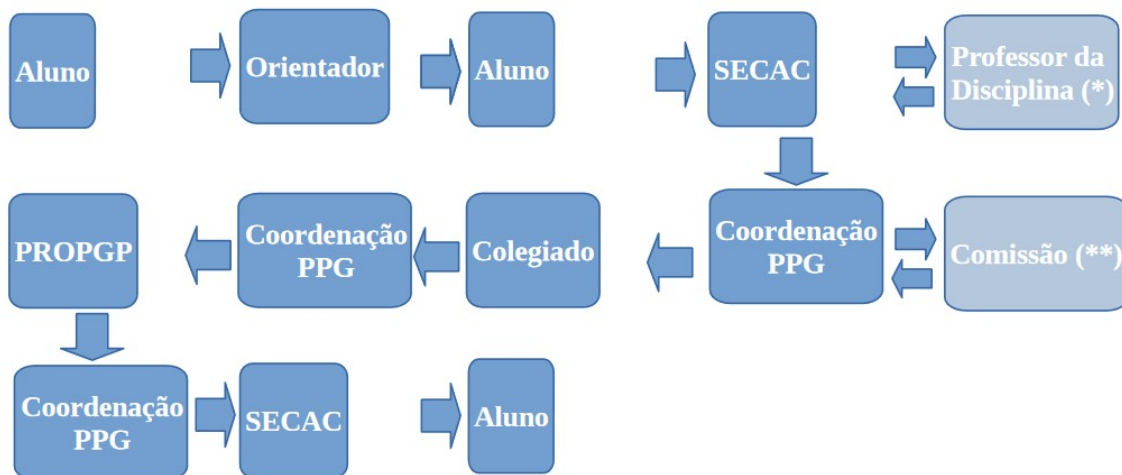 Aluno
Orientador
Aluno
SECAC
Professor da
Disciplina (*)
PROPGP
Coordenação
PPG
Colegiado
Coordenação
PPG
Comissão (**)
Coordenação
PPG
SECAC
Aluno